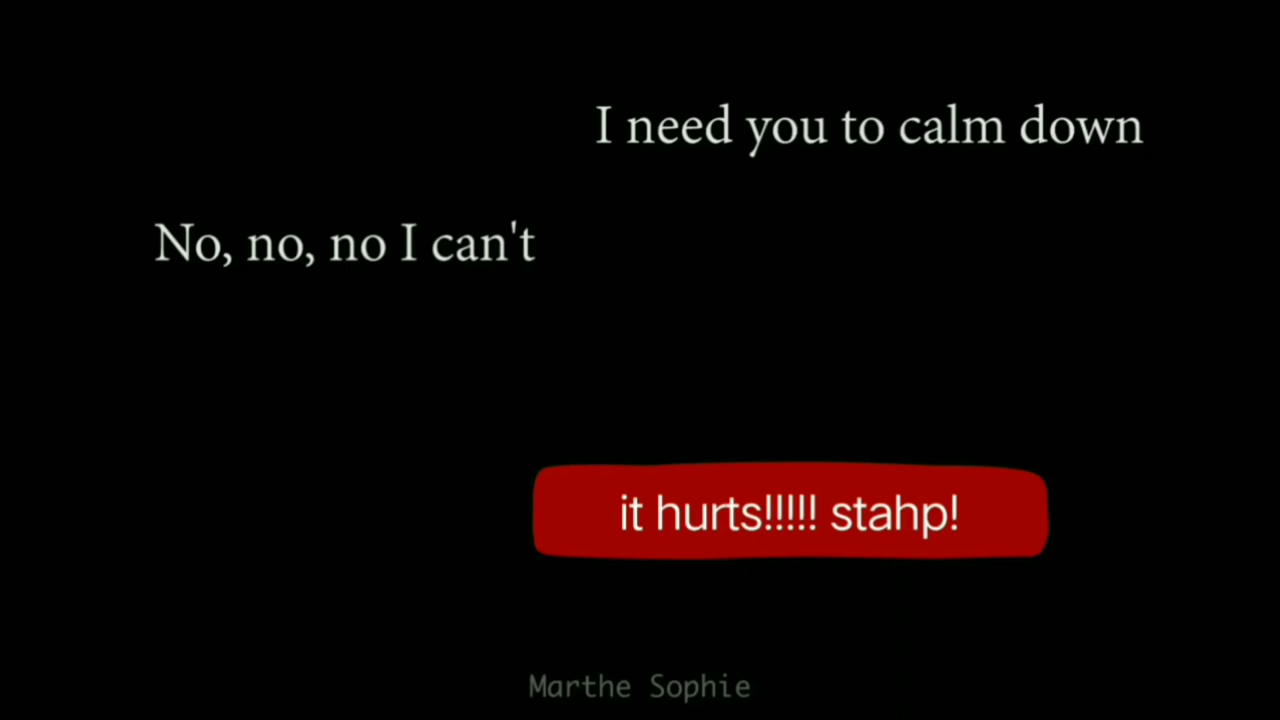 I need you to calm down
No, no, no I can't
it hurts!!!!! stahp!
Marthe Sophie